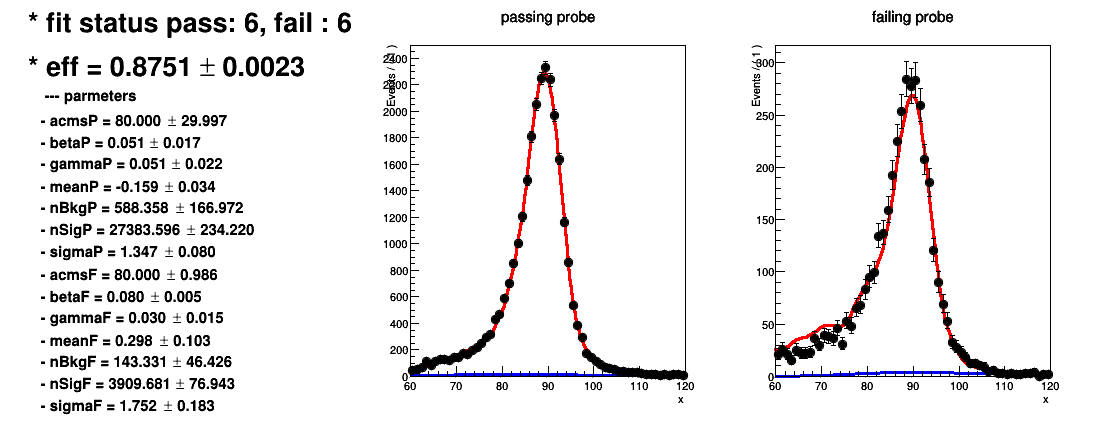 * fit status pass: 6, fail : 6
* eff = 0.8751 ± 0.0023
--- parmeters
- acmsP = 80.000 ± 29.997
- betaP = 0.051 ± 0.017
- gammaP = 0.051 ± 0.022
- meanP = -0.159 ± 0.034
- nBkgP = 588.358 ± 166.972
- nSigP = 27383.596 ± 234.220
- sigmaP = 1.347 ± 0.080
- acmsF = 80.000 ± 0.986
- betaF = 0.080 ± 0.005
- gammaF = 0.030 ± 0.015
- meanF = 0.298 ± 0.103
- nBkgF = 143.331 ± 46.426
- nSigF = 3909.681 ± 76.943
- sigmaF = 1.752 ± 0.183
passing probe
Events / ( 1 )
2400
2200
2000
1800
1600
1400
1200
1000
800
600
400
200
0
60 70 80 90 100 110 120
x
failing probe
Events / ( 1 )
300
250
200
150
100
50
0
60 70 80 90 100 110 120
x